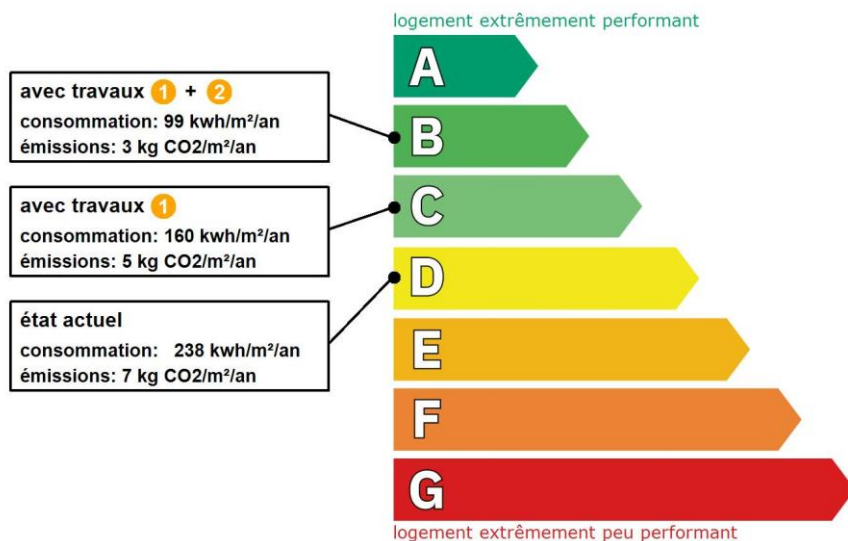 logement extrêmement performant
A
avec travaux 1 + 2
consommation: 99 kwh/m²/an
émissions: 3 kg CO2/m²/an
B
avec travaux 1
consommation: 160 kwh/m²/an
émissions: 5 kg CO2/m²/an
C
D
état actuel
consommation: 238 kwh/m²/an
émissions: 7 kg CO2/m²/an
E
F
G
logement extrêmement peu performant